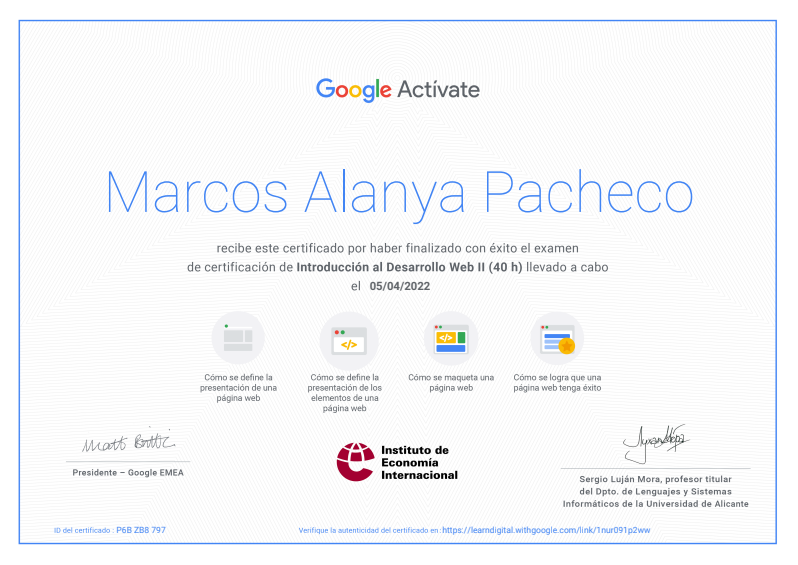 Google Actívate
Marcos Alanya Pacheco
recibe este certificado por haber finalizado con éxito el examen
de certificación de Introducción al Desarrollo Web II (40 h) llevado a cabo
el 05/04/2022
</>
</>
Cómo se define la
presentación de una
página web
Cómo se define la
presentación de los
elementos de una
página web
Cómo se maqueta una
página web
Cómo se logra que una
página web tenga éxito
Matt Brittin
Presidente – Google EMEA
Instituto de
Economía
Internacional
Sergio Luján Mora, profesor titular
del Dpto. de Lenguajes y Sistemas
Informáticos de la Universidad de Alicante
ID del certificado : P6B ZB8 797
Verifique la autenticidad del certificado en : https://learndigital.withgoogle.com/link/1nur091p2ww